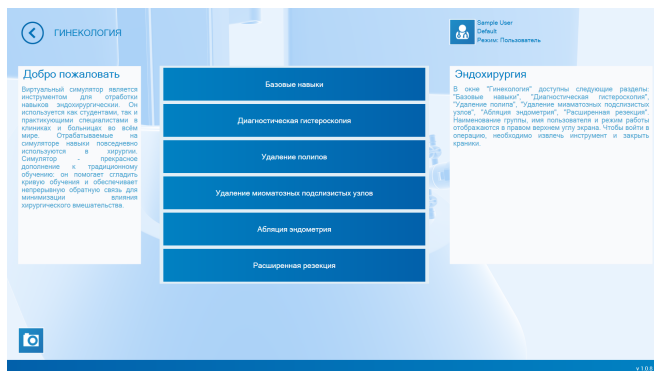 ГИНЕКОЛОГИЯ
Sample User
Default
Режим: Пользователь
Добро пожаловать
Виртуальный симулятор является
инструментом для отработки
навыков эндохирургических. Он
используется как студентами, так и
практикующими специалистами в
клиниках и больницах во всём
мире. Отрабатываемые на
симуляторе навыки повседневно
используются в хирургии.
Симулятор - прекрасное
дополнение к традиционному
обучению: он помогает сгладить
кривую обучения и обеспечивает
непрерывную обратную связь для
минимизации влияния
хирургического вмешательства.
Базовые навыки
Диагностическая гистероскопия
Удаление полипов
Удаление миоматозных подслизистых узлов
Абляция эндометрия
Расширенная резекция
Эндохирургия
В окне "Гинекология" доступны следующие разделы:
"Базовые навыки", "Диагностическая гистероскопия",
"Удаление полипа", "Удаление миаматозных подслизистых
узлов", "Абляция эндометрия", "Расширенная резекция".
Наименование группы, имя пользователя и режим работы
отображаются в правом верхнем углу экрана. Чтобы войти в
операцию, необходимо извлечь инструмент и закрыть
краники.
v 1.0.8